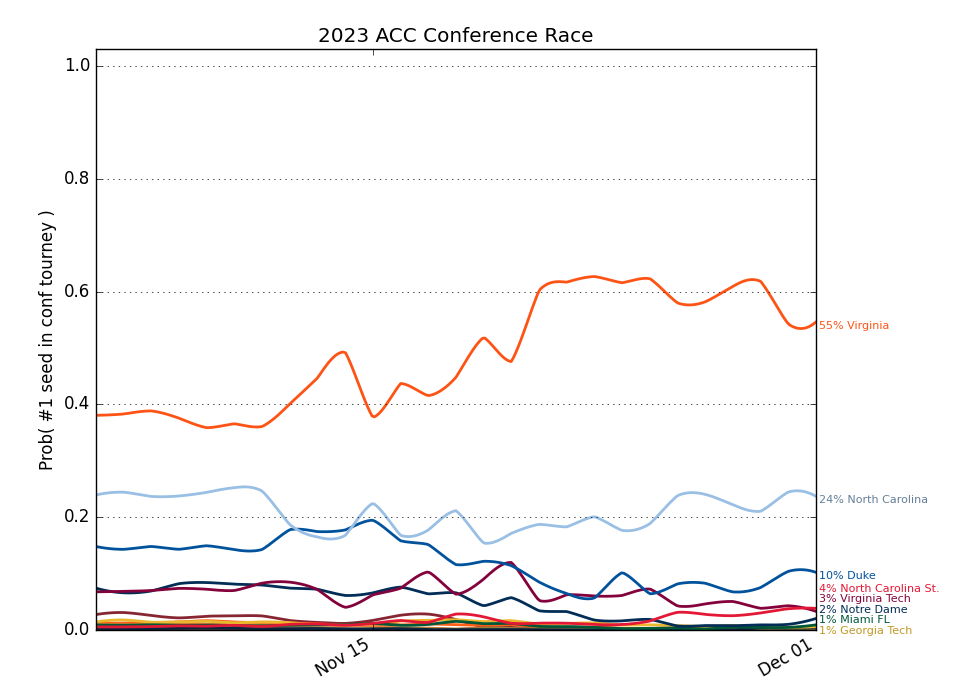 2023 ACC Conference Race
Prob( #1 seed in conf tourney )
1.0
0.8
0.6
0.4
0.2
0.0
Nov 15
Dec 01
55% Virginia
24% North Carolina
10% Duke
4% North Carolina St.
3% Virginia Tech
2% Notre Dame
1% Miami FL
1% Georgia Tech